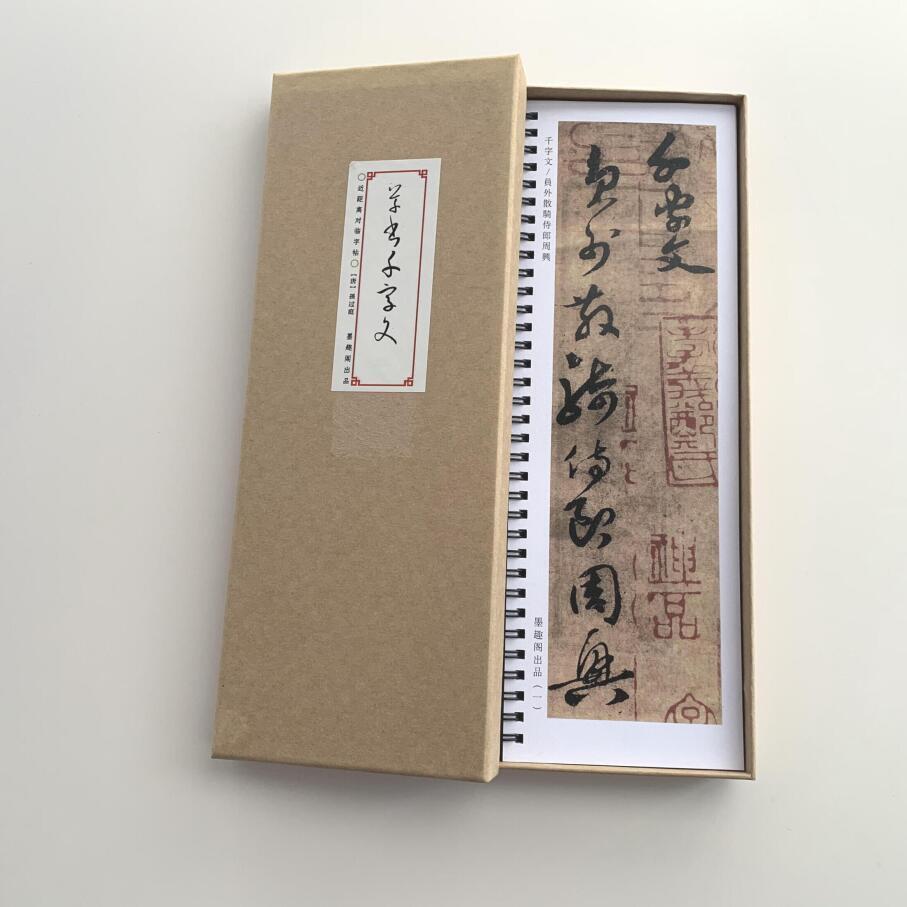 草书千字文
○近距离对临字帖○【唐】孙过庭 墨趣阁出品
千字文
員外散騎侍郎周興
千字文/員外散騎侍郎周興
墨趣阁出品（一）